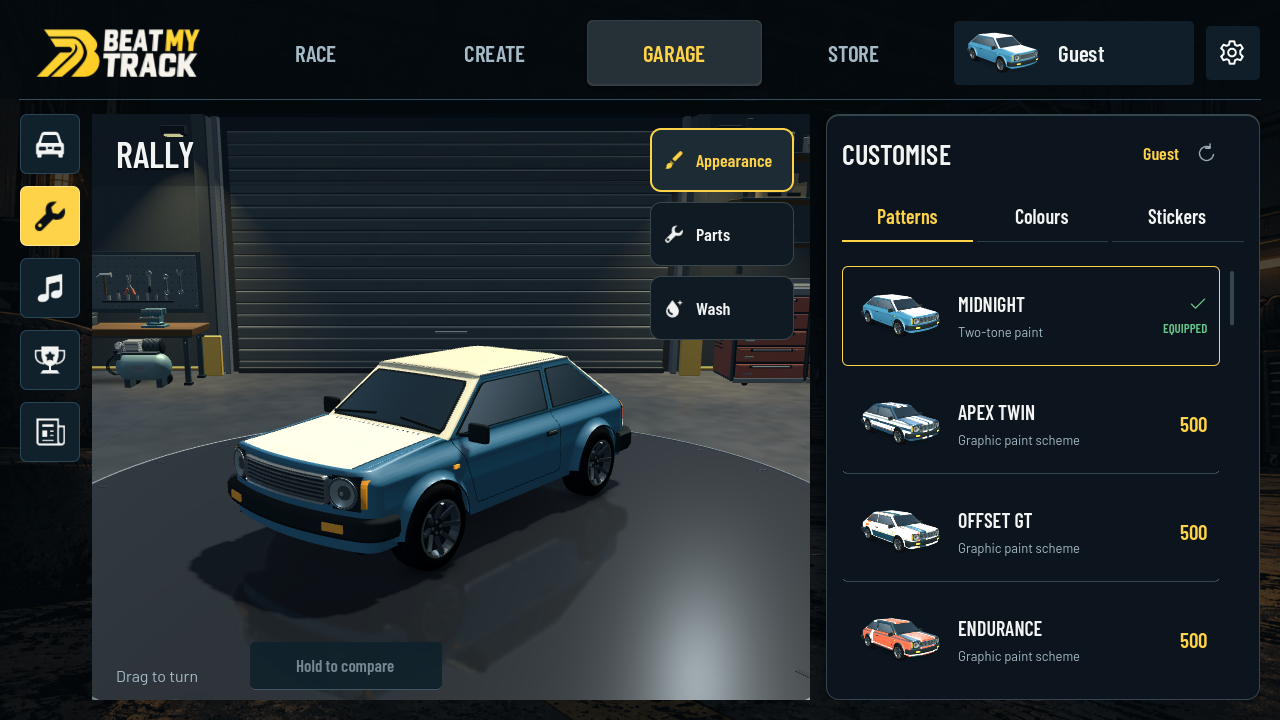 BEATMY
TRACK
RACE
CREATE
GARAGE
STORE
Guest
RALLY
Appearance
Parts
Wash
Drag to turn
Hold to compare
CUSTOMISE
Guest
Patterns
Colours
Stickers
MIDNIGHT
Two-tone paint
EQUIPPED
APEX TWIN
Graphic paint scheme
500
OFFSET GT
Graphic paint scheme
500
ENDURANCE
Graphic paint scheme
500